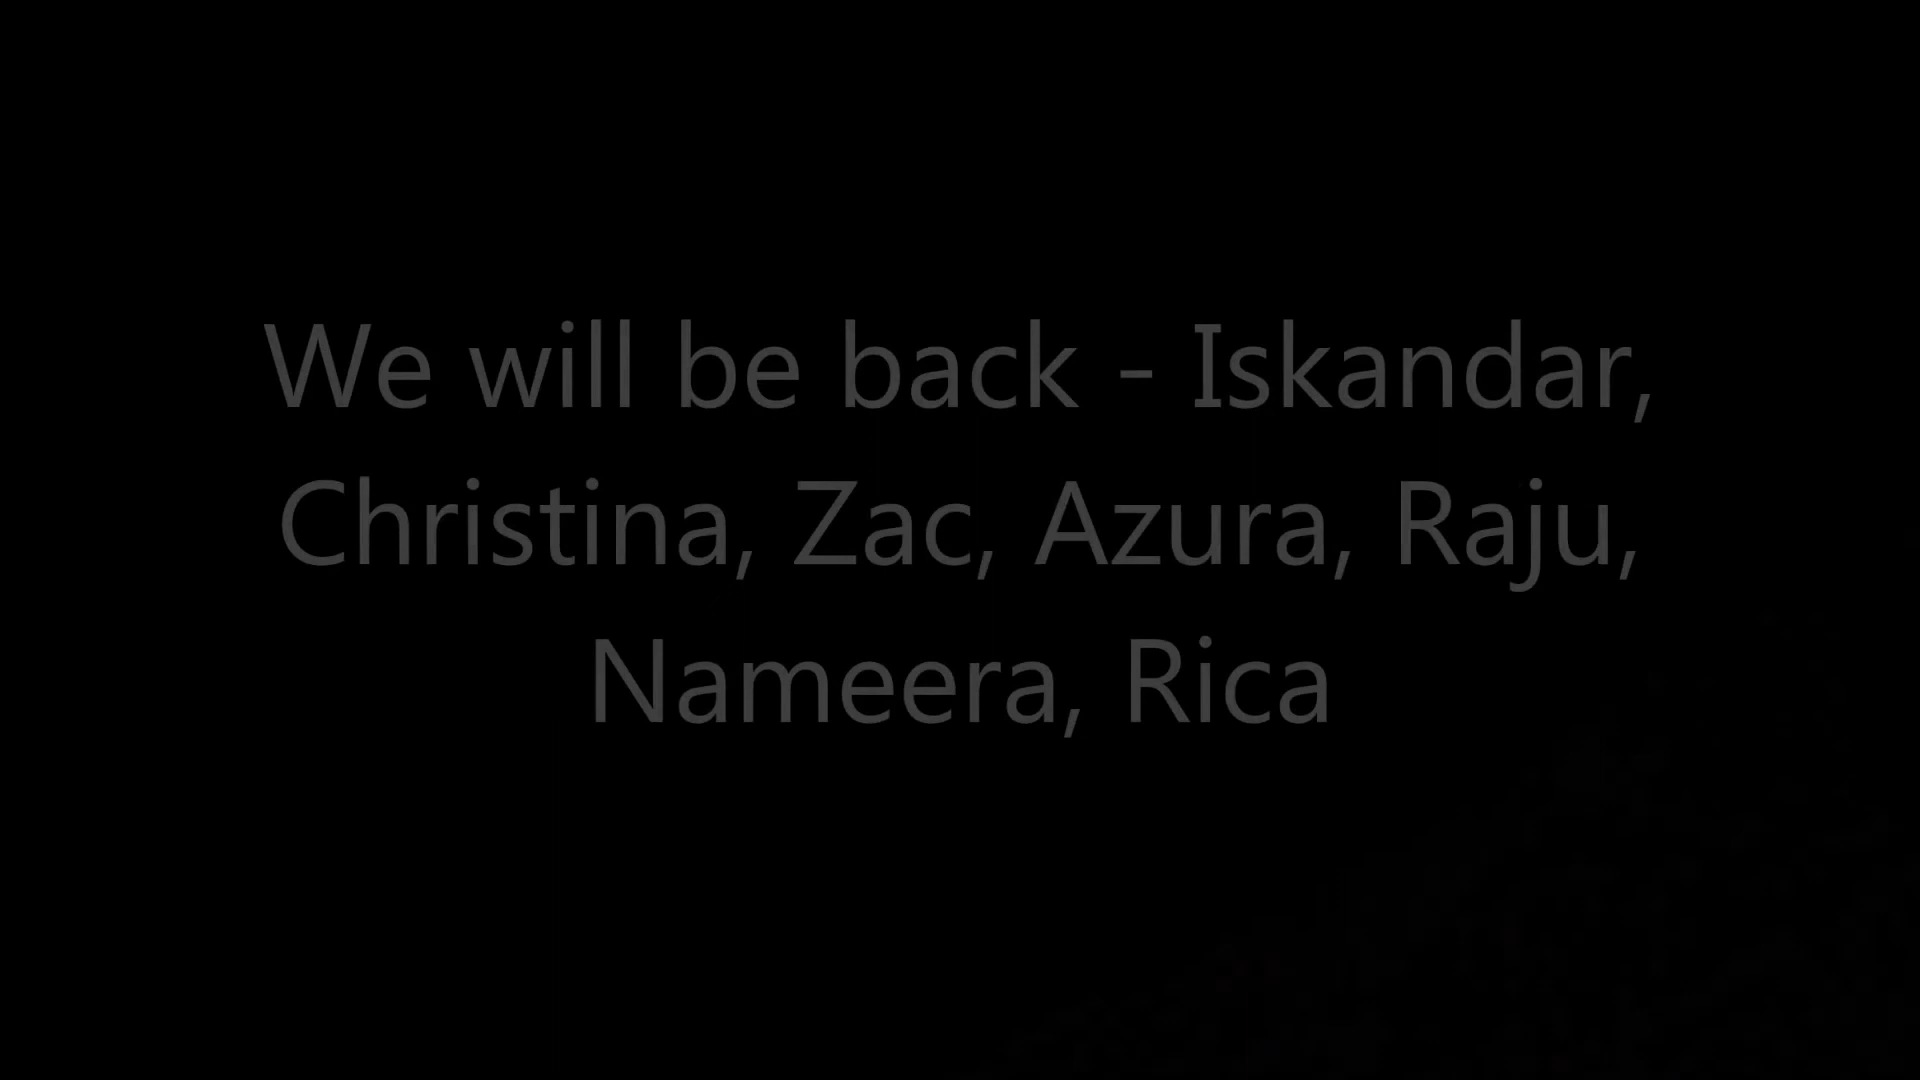 We will be back - Iskandar,
Christina, Zac, Azura, Raju,
Nameera, Rica